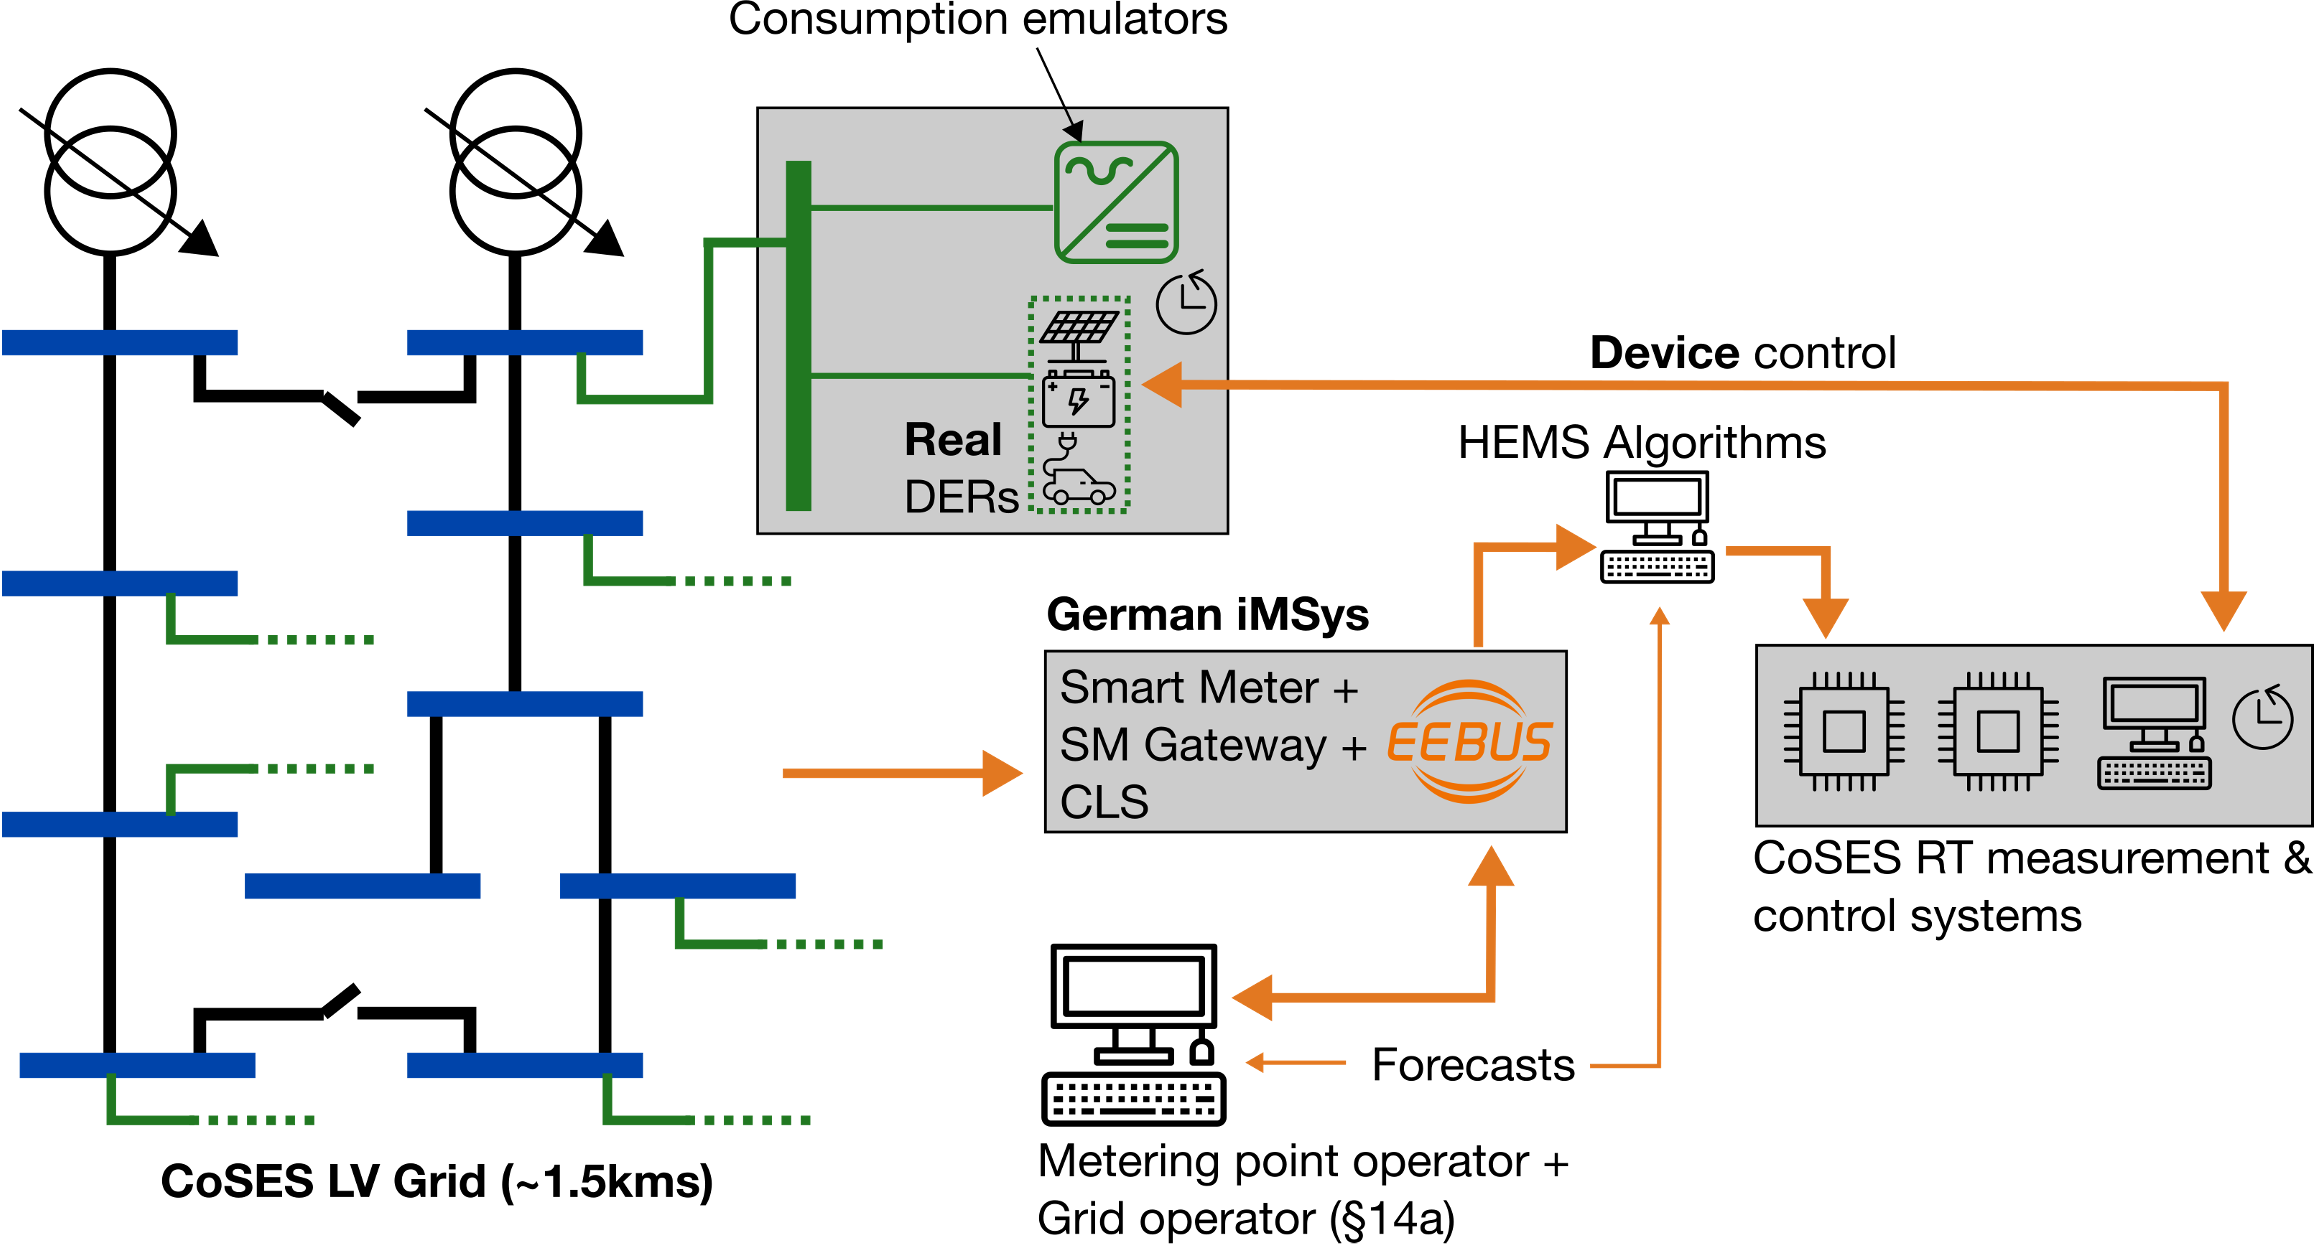 Consumption emulators
Real
DERs
Device control
HEMS Algorithms
German iMSys
Smart Meter +
SM Gateway +
CLS
EEBUS
CoSES RT measurement &
control systems
Forecasts
Metering point operator +
Grid operator (§14a)
CoSES LV Grid (~1.5kms)